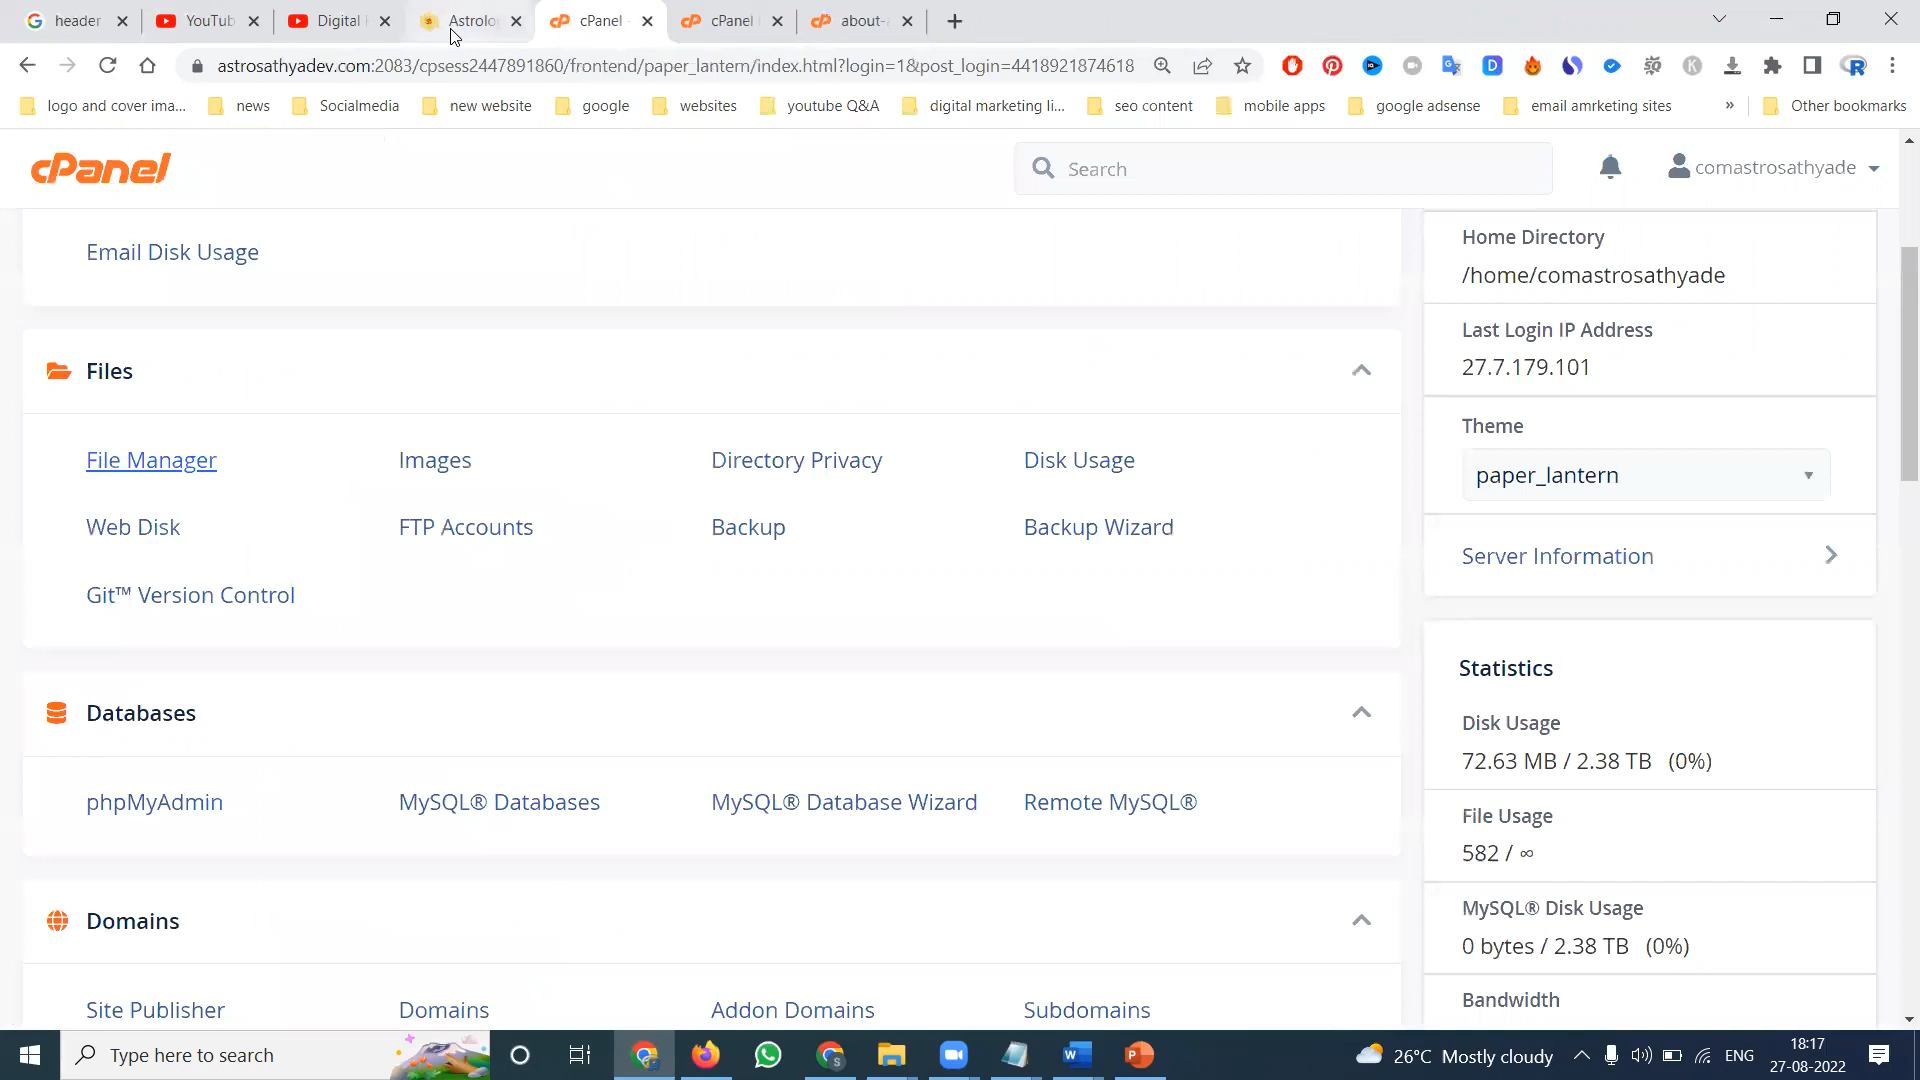 header
YouTub
Digital
Astrolo
cPanel
cPanel
about-
astrosathyadev.com:2083/cpsess2447891860/frontend/paper_lantern/index.html?login=1&post_login=4418921874618
logo and cover ima...
news
Socialmedia
new website
google
websites
youtube Q&A
digital marketing li...
seo content
mobile apps
google adsense
email amrketing sites
»
Other bookmarks
cPanel
Search
comastrosathyade
Email Disk Usage
Home Directory
/home/comastrosathyade
Last Login IP Address
27.7.179.101
Files
File Manager
Images
Directory Privacy
Disk Usage
Web Disk
FTP Accounts
Backup
Backup Wizard
Git™ Version Control
Theme
paper_lantern
Server Information
Databases
phpMyAdmin
MySQL® Databases
MySQL® Database Wizard
Remote MySQL®
Statistics
Disk Usage
72.63 MB / 2.38 TB (0%)
File Usage
582 / ∞
MySQL® Disk Usage
0 bytes / 2.38 TB (0%)
Bandwidth
Domains
Site Publisher
Domains
Addon Domains
Subdomains
Type here to search
26°C Mostly cloudy
ENG
18:17
27-08-2022